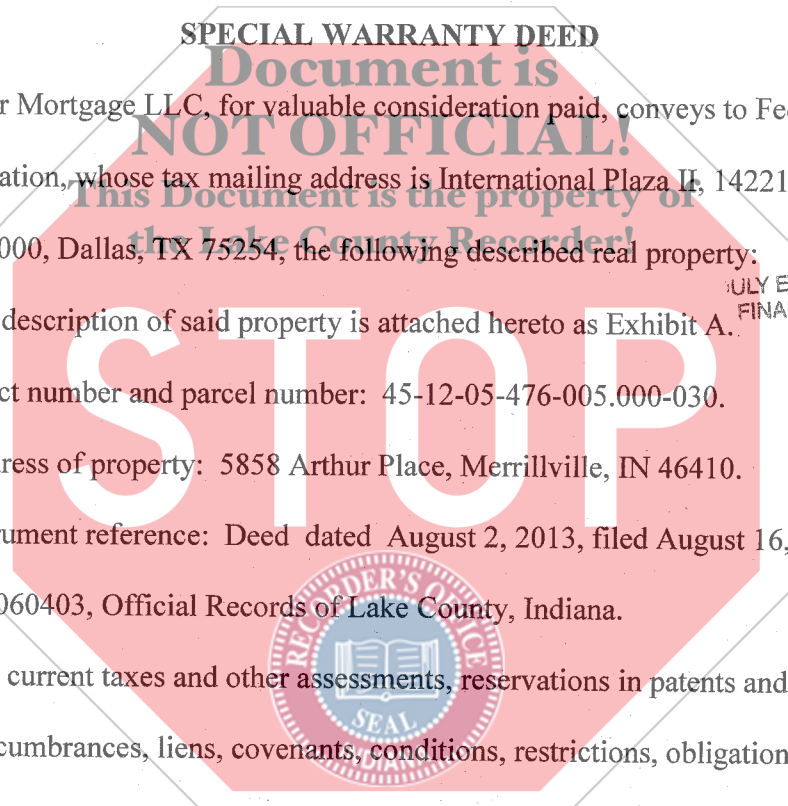 SPECIAL WARRANTY DEED
Document is
r Mortgage LLC, for valuable consideration paid, conveys to Fe
NOT OFFICIAL!
ation, whose tax mailing address is International Plaza II, 14221
This Document is the property of
000, Dallas, TX 75254, the following described real property:
the Lake County Recorder!
ULY E
FINA
description of said property is attached hereto as Exhibit A.
STOP
ct number and parcel number: 45-12-05-476-005.000-030.
ress of property: 5858 Arthur Place, Merrillville, IN 46410.
rument reference: Deed dated August 2, 2013, filed August 16,
060403, Official Records of Lake County, Indiana.
RECORDER'S OFFICE
SEAL
INDIANA
current taxes and other assessments, reservations in patents and
cumbrances, liens, covenants, conditions, restrictions, obligation